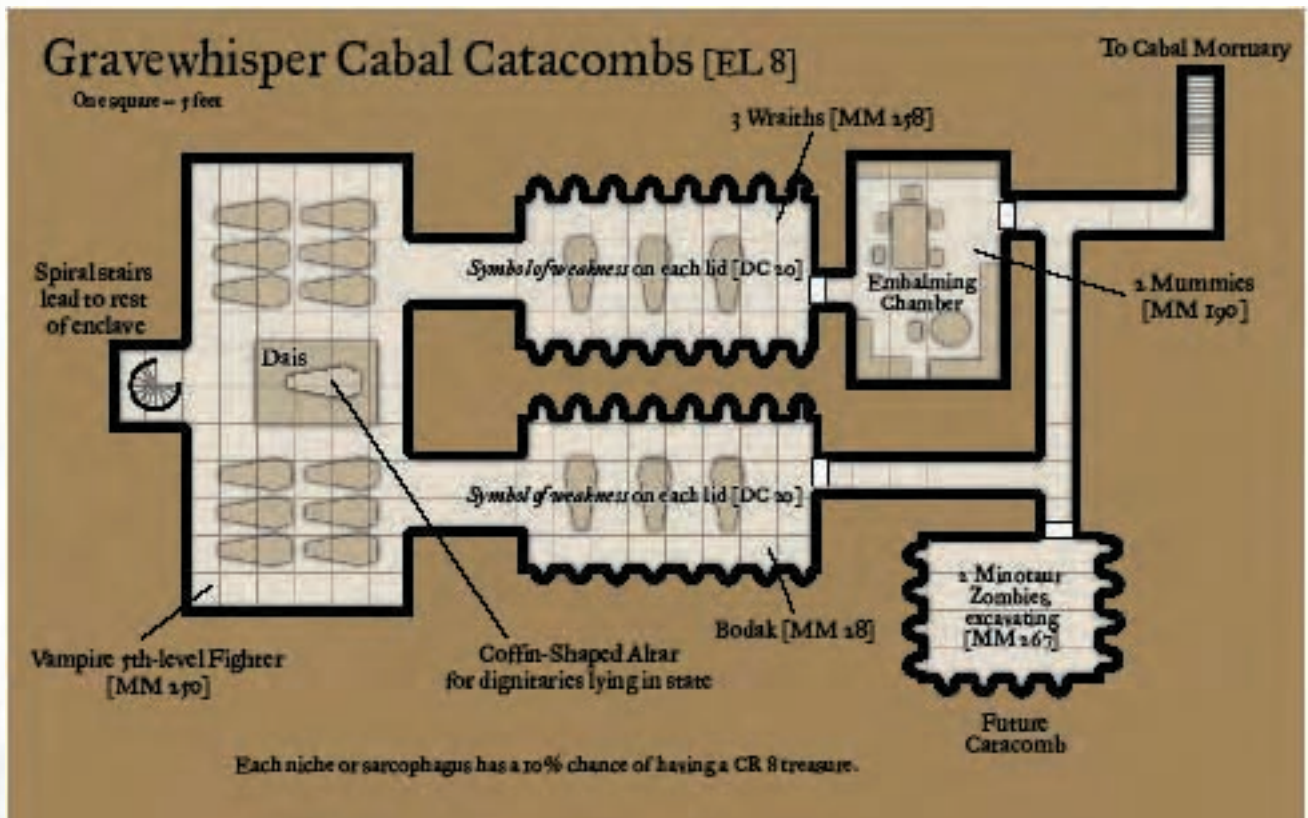 Gravewhisper Cabal Catacombs [EL 8]
One square = 5 feet
To Cabal Mortuary
3 Wraiths [MM 258]
Spiral stairs
lead to rest
of enclave
Symbol of weakness on each lid [DC 20]
Embalming
Chamber
2 Mummies
[MM 190]
Dais
Symbol of weakness on each lid [DC 20]
2 Minotaur
Zombies,
excavating
[MM 267]
Bodak [MM 28]
Vampire 5th-level Fighter
[MM 250]
Coffin-Shaped Altar
for dignitaries lying in state
Future
Catacomb
Each niche or sarcophagus has a 10% chance of having a CR 8 treasure.